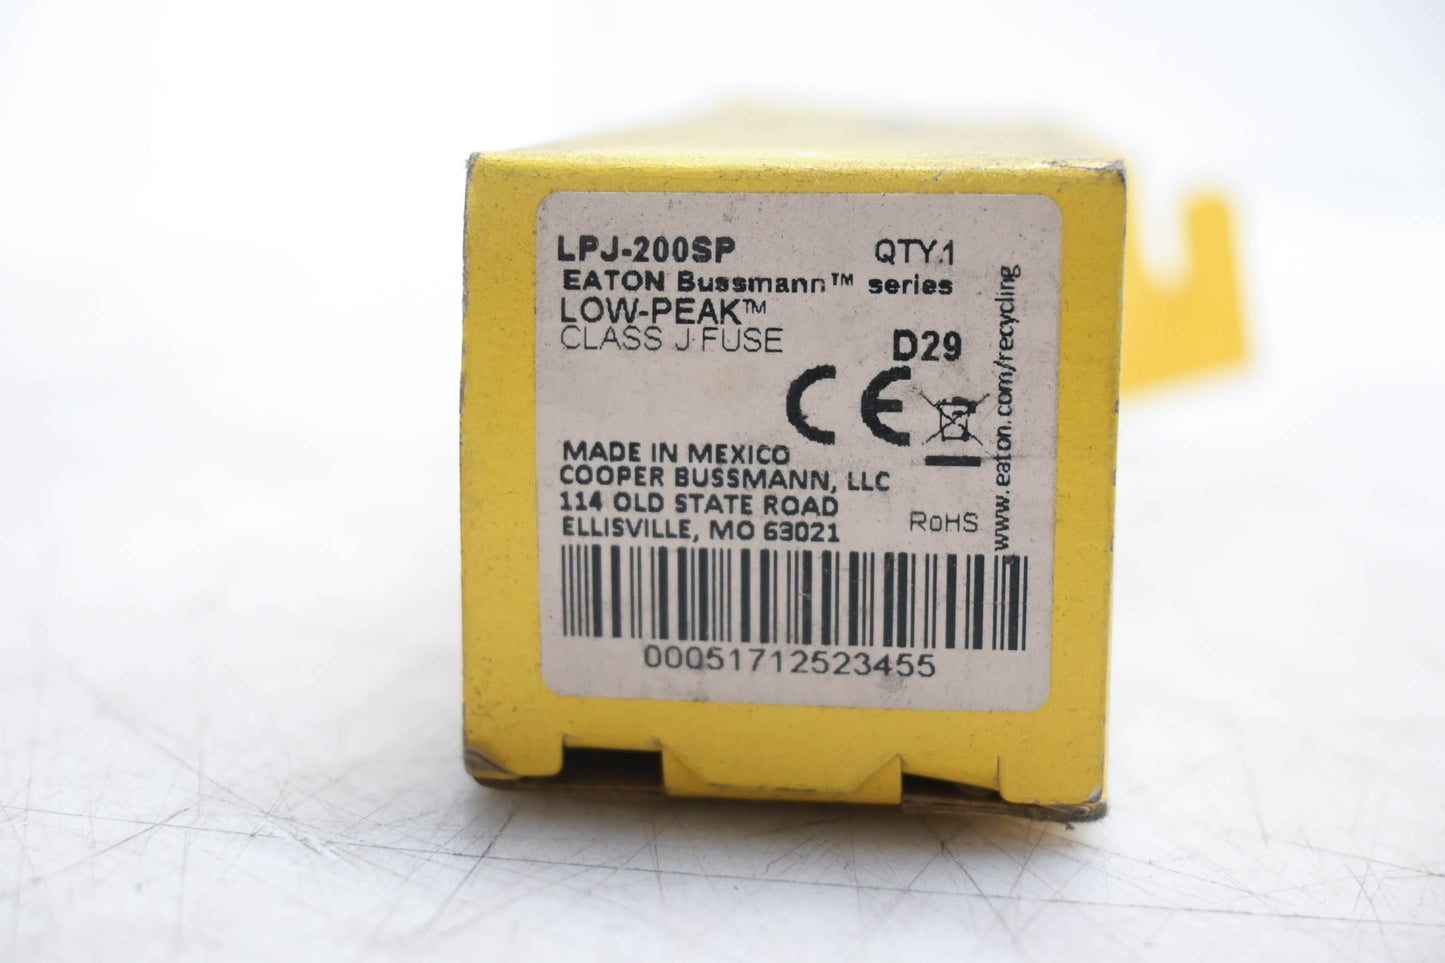 LPJ-200SP QTY.1
EATON Bussmann™ series
LOW-PEAK™
CLASS J FUSE
D29
CE
www.eaton.com/recycling
MADE IN MEXICO
COOPER BUSSMANN, LLC
114 OLD STATE ROAD
ELLISVILLE, MO 63021
RoHS
00051712523455